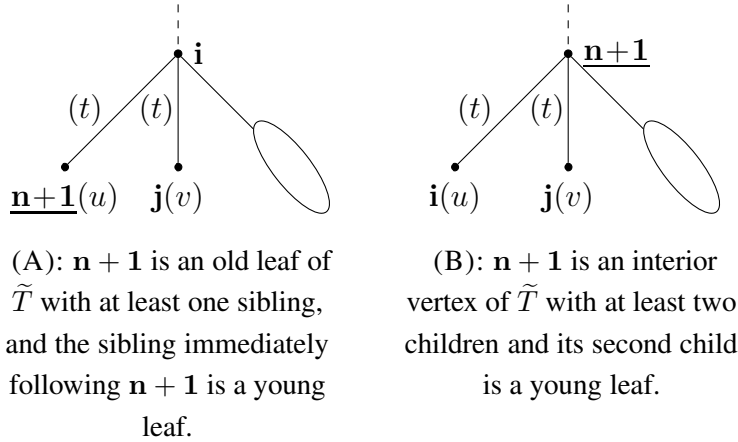 i
(t) (t)
n+1(u) j(v)
(A): n + 1 is an old leaf of
T̃ with at least one sibling,
and the sibling immediately
following n + 1 is a young
leaf.
n+1
(t) (t)
i(u) j(v)
(B): n + 1 is an interior
vertex of T̃ with at least two
children and its second child
is a young leaf.